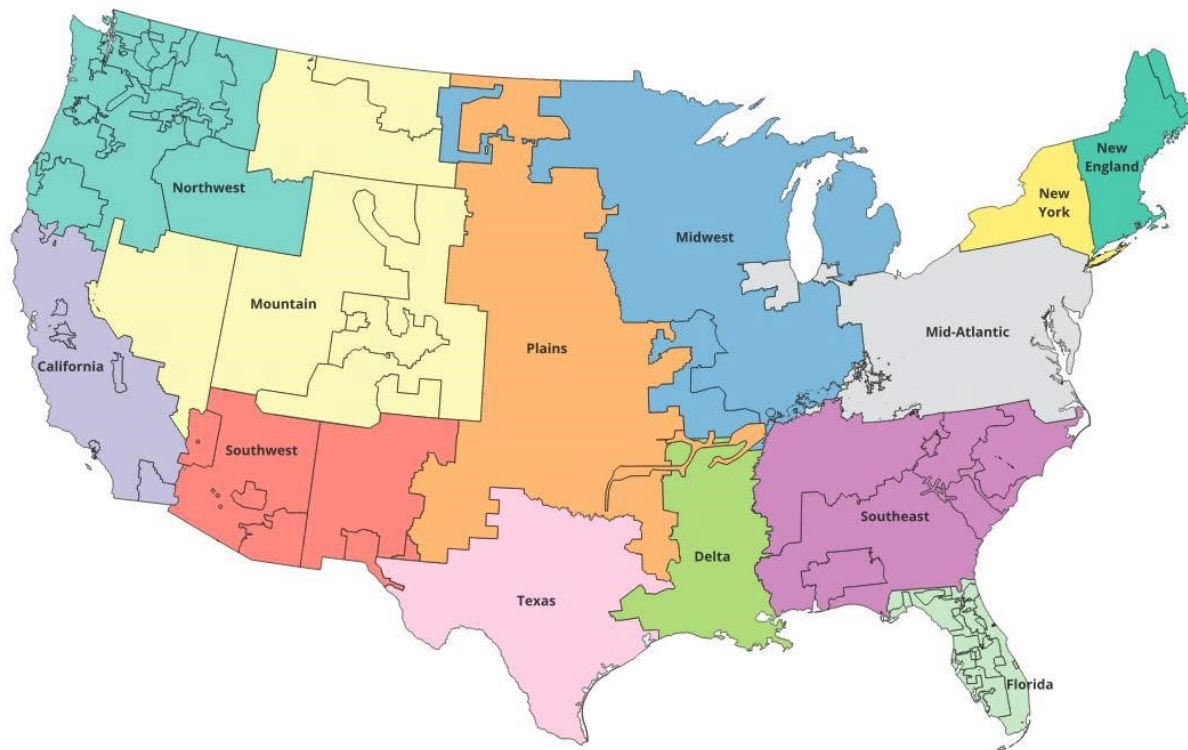 New
England
New
York
Northwest
Midwest
Mountain
Mid-Atlantic
Plains
California
Southwest
Southeast
Delta
Texas
Florida